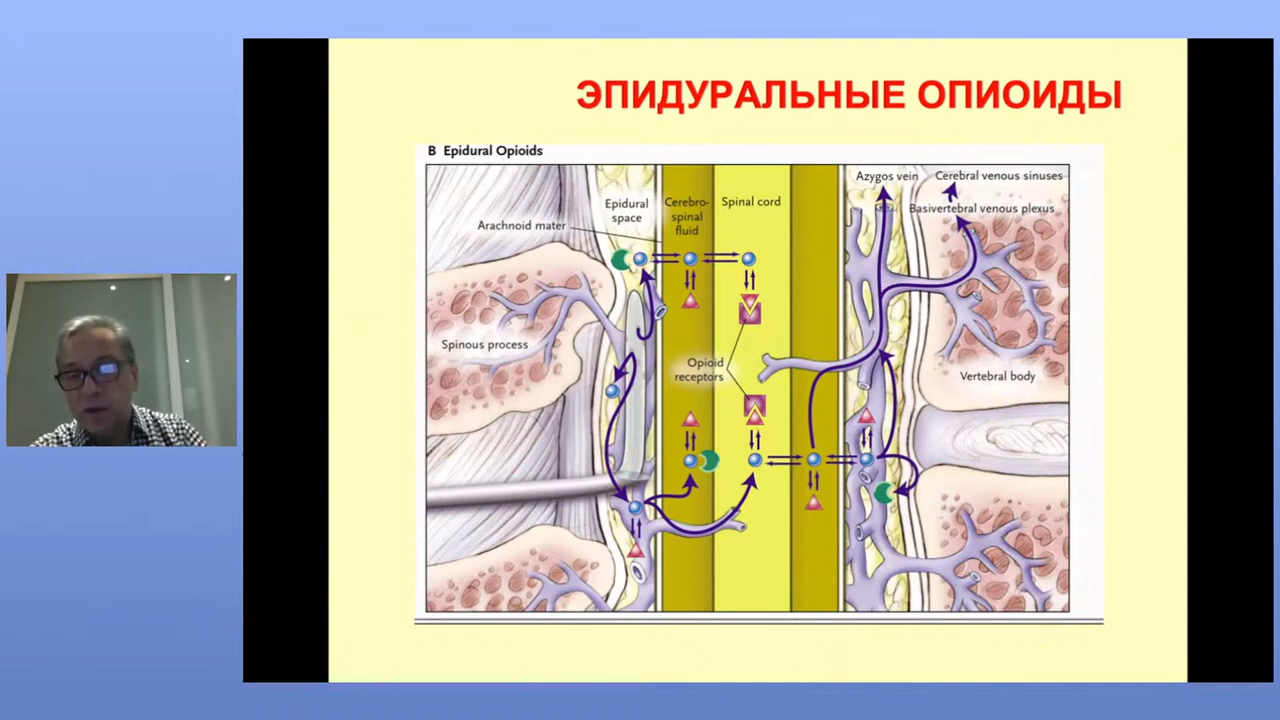 ЭПИДУРАЛЬНЫЕ ОПИОИДЫ
B Epidural Opioids
Azygos vein
Cerebral venous sinuses
Epidural
space
Cerebro-
spinal
fluid
Spinal cord
Basivertebral venous plexus
Arachnoid mater
Spinous process
Opioid
receptors
Vertebral body